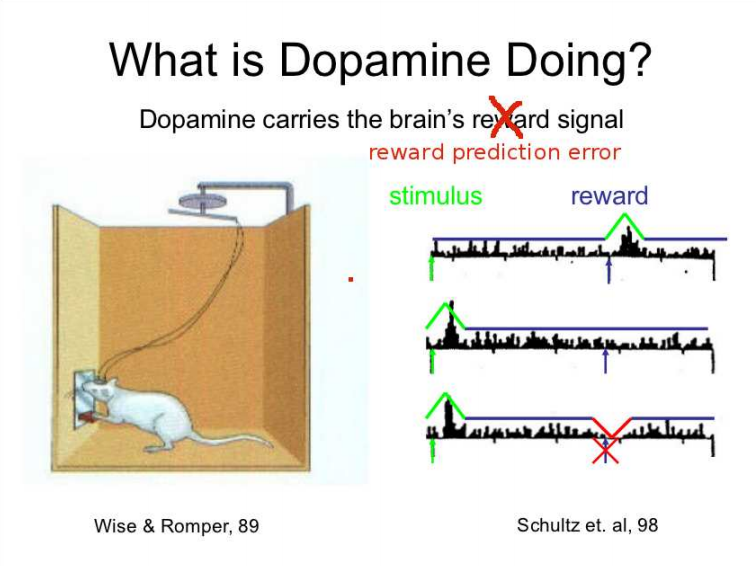 What is Dopamine Doing?
Dopamine carries the brain's reward signal
reward prediction error
stimulus reward
Wise & Romper, 89
Schultz et. al, 98